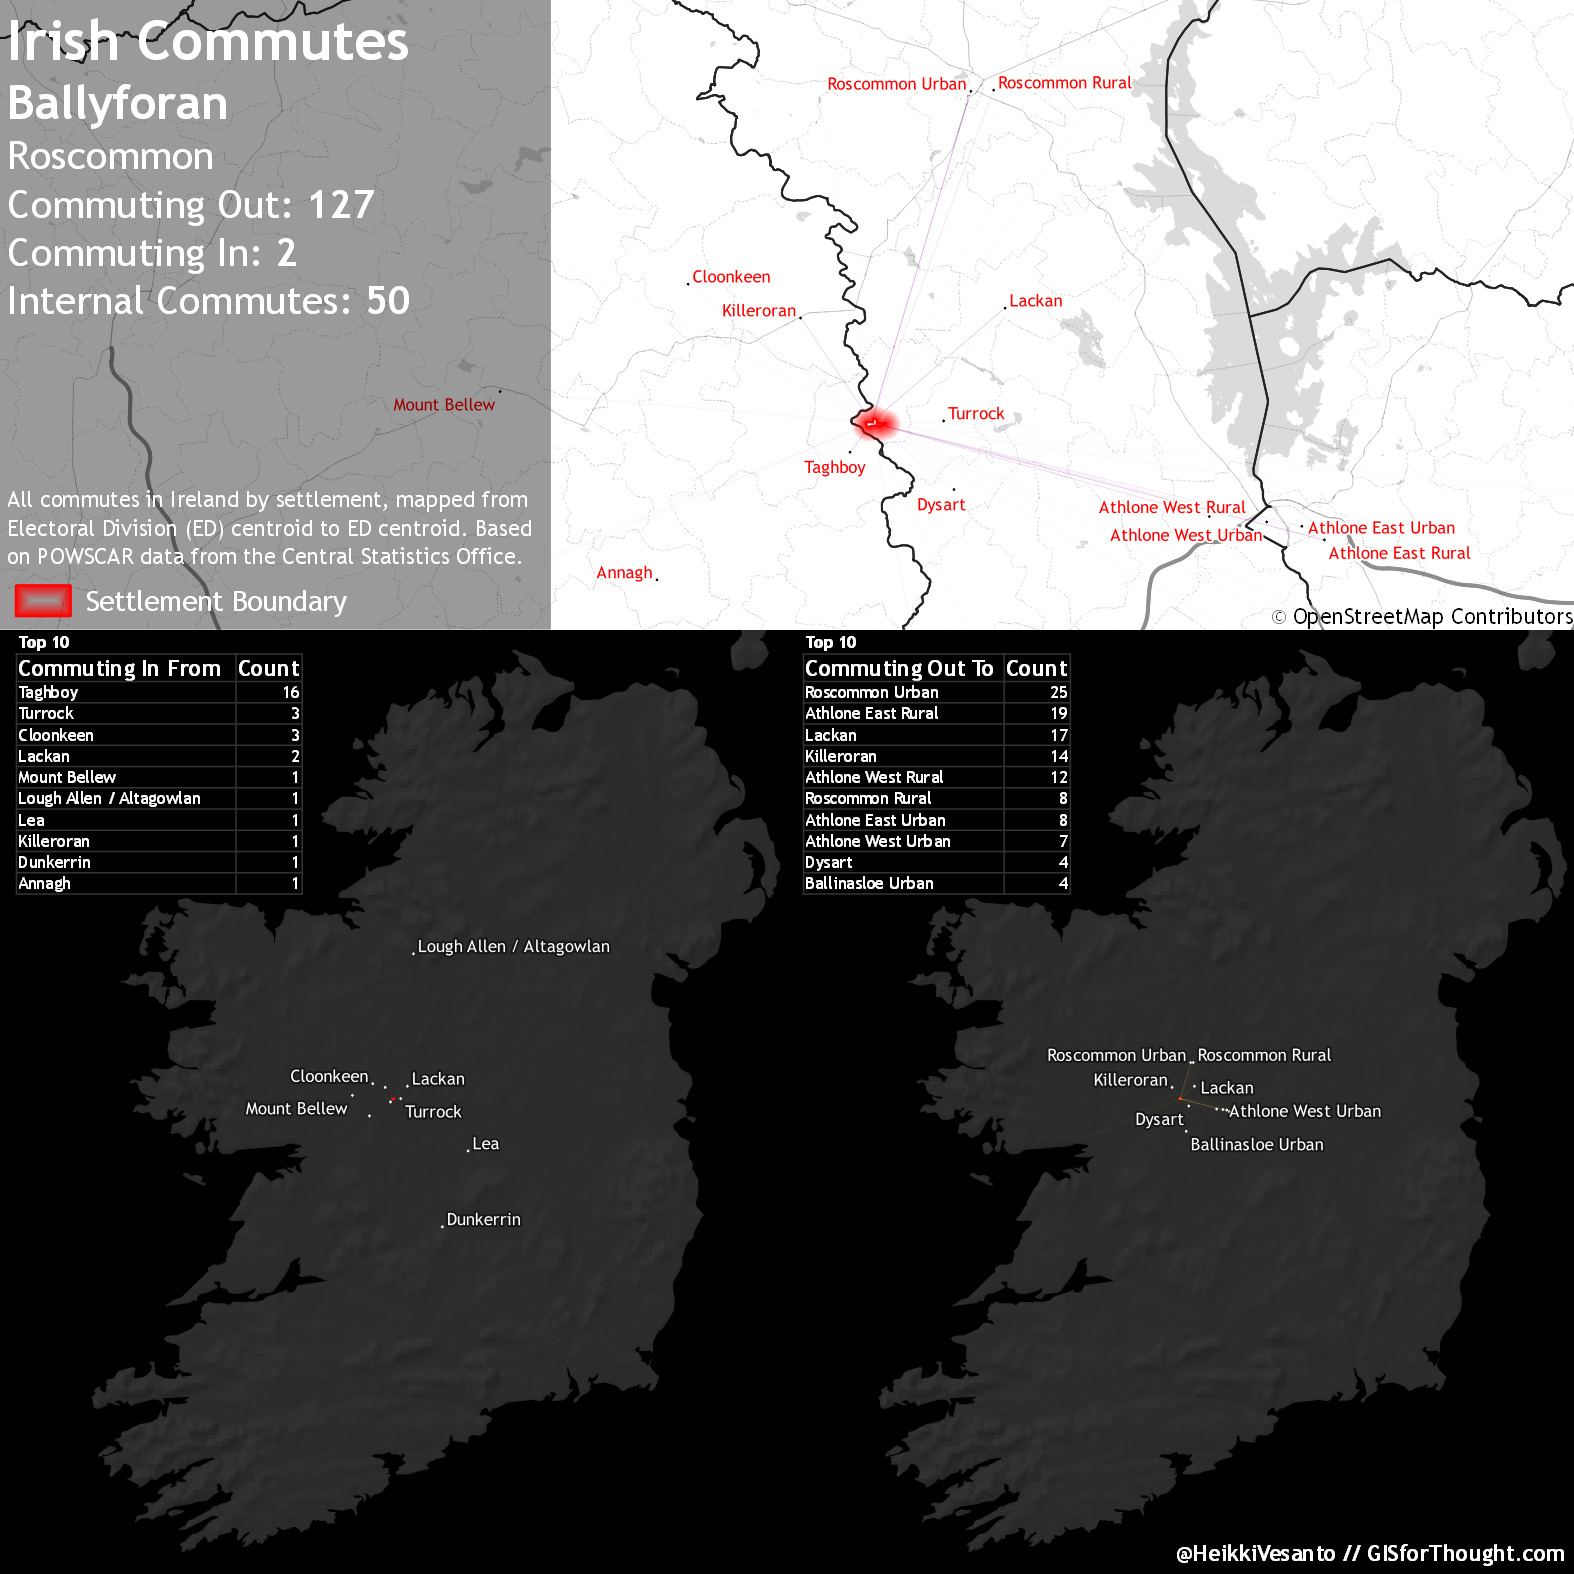 Irish Commutes
Ballyforan
Roscommon
Commuting Out: 127
Commuting In: 2
Internal Commutes: 50
All commutes in Ireland by settlement, mapped from
Electoral Division (ED) centroid to ED centroid. Based
on POWSCAR data from the Central Statistics Office.
Settlement Boundary
Roscommon Urban
Roscommon Rural
Cloonkeen
Killeroran
Lackan
Mount Bellew
Turrock
Taghboy
Dysart
Athlone West Rural
Athlone West Urban
Athlone East Urban
Athlone East Rural
Annagh
© OpenStreetMap Contributors
Top 10
Commuting In From Count
Taghboy 16
Turrock 3
Cloonkeen 3
Lackan 2
Mount Bellew 1
Lough Allen / Altagowlan 1
Lea 1
Killeroran 1
Dunkerrin 1
Annagh 1
Lough Allen / Altagowlan
Cloonkeen
Lackan
Mount Bellew
Turrock
Lea
Dunkerrin
Top 10
Commuting Out To Count
Roscommon Urban 25
Athlone East Rural 19
Lackan 17
Killeroran 14
Athlone West Rural 12
Roscommon Rural 8
Athlone East Urban 8
Athlone West Urban 7
Dysart 4
Ballinasloe Urban 4
Roscommon Urban
Roscommon Rural
Killeroran
Lackan
Athlone West Urban
Dysart
Ballinasloe Urban
@HeikkiVesanto // GISforThought.com